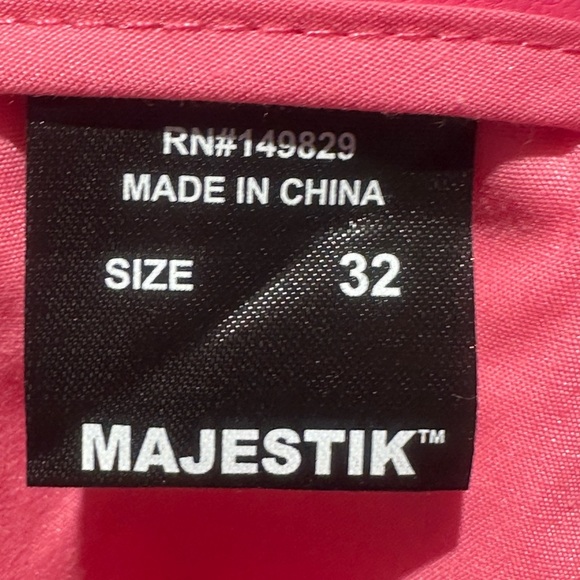 RN#149829
MADE IN CHINA
SIZE 32
MAJESTIK™